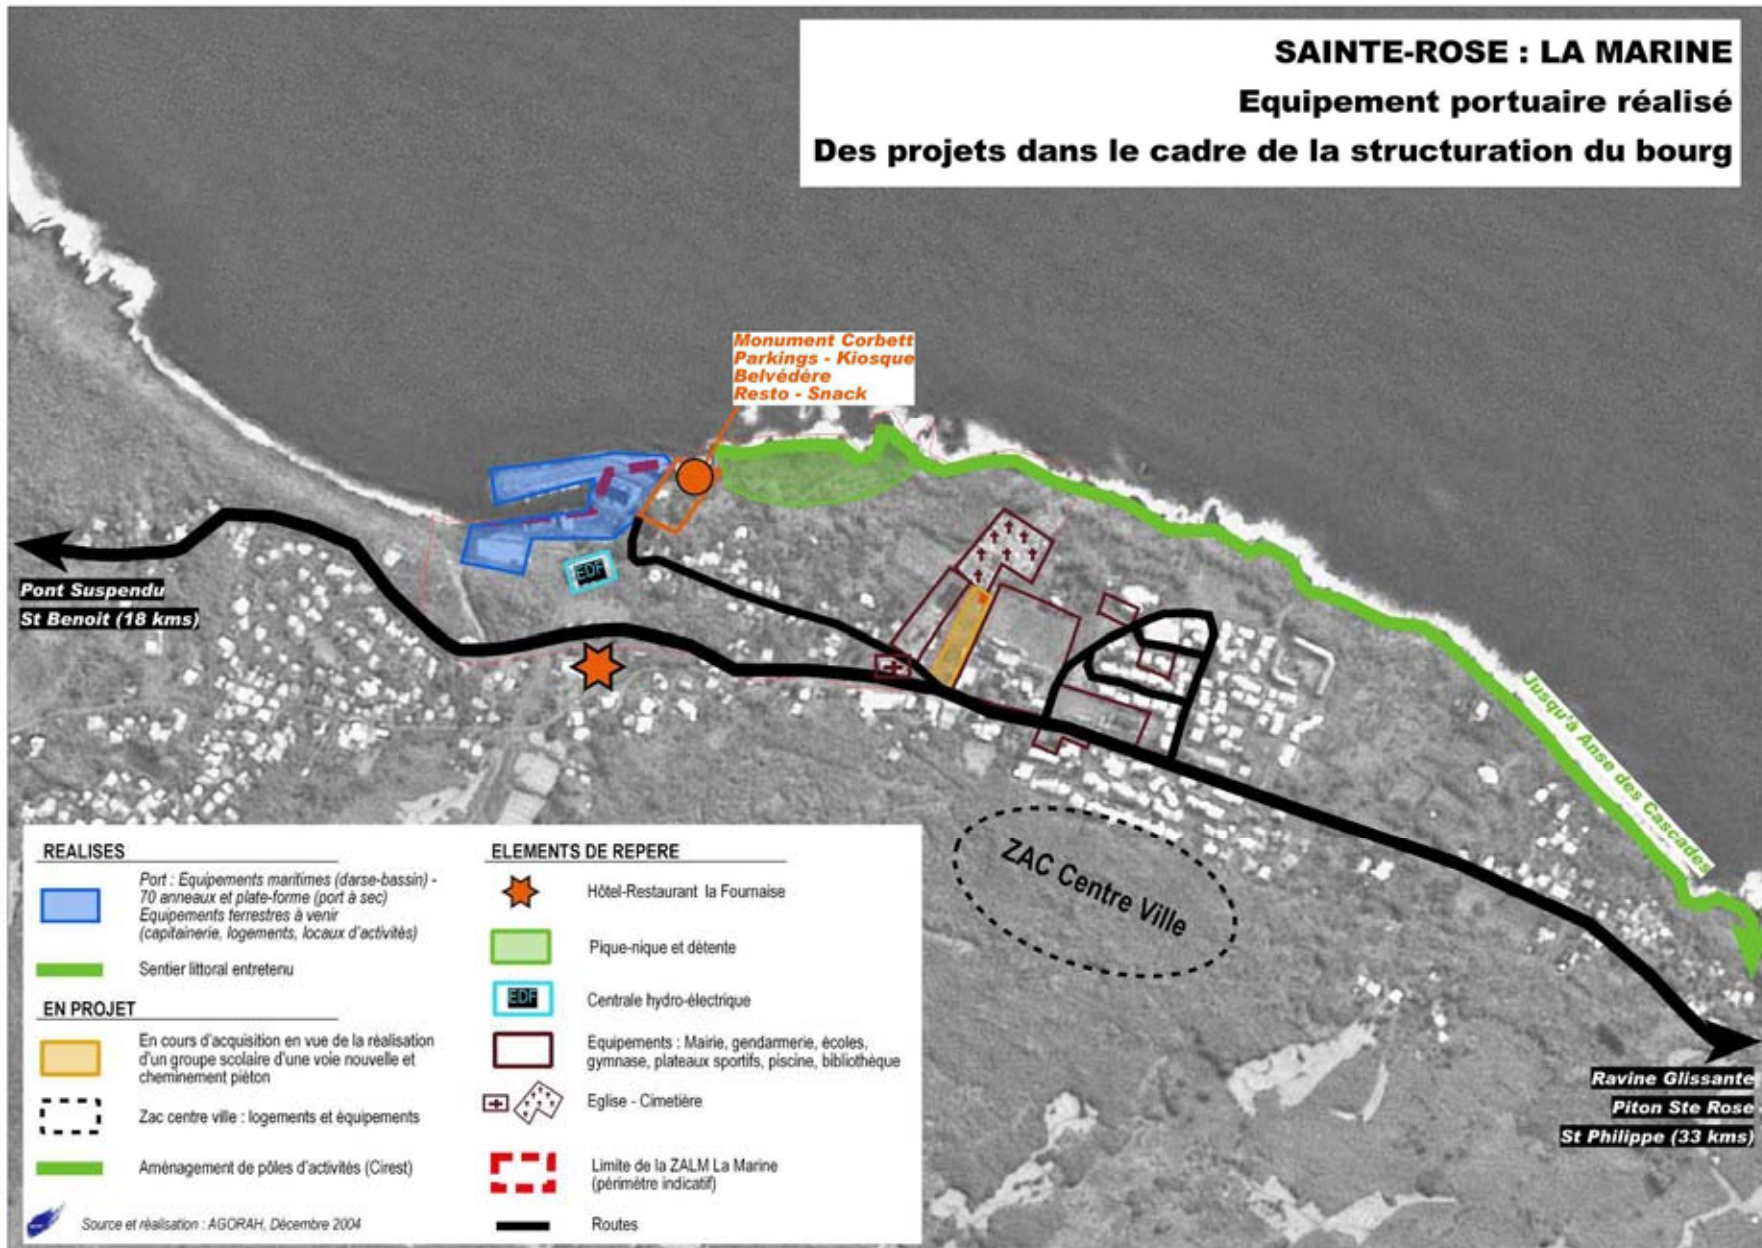 SAINTE-ROSE : LA MARINE
Equipement portuaire réalisé
Des projets dans le cadre de la structuration du bourg
Monument Corbett
Parkings - Kiosque
Belvédère
Resto - Snack
Pont Suspendu
St Benoit (18 kms)
EDF
Jusqu'à Anse des Cascades
ZAC Centre Ville
Ravine Glissante
Piton Ste Rose
St Philippe (33 kms)
REALISES
Port : Equipements maritimes (darse-bassin) -
70 anneaux et plate-forme (port à sec)
Equipements terrestres à venir
(capitainerie, logements, locaux d'activités)
Sentier littoral entretenu
EN PROJET
En cours d'acquisition en vue de la réalisation
d'un groupe scolaire d'une voie nouvelle et
cheminement piéton
Zac centre ville : logements et équipements
Aménagement de pôles d'activités (Cirest)
Source et réalisation : AGORAH, Décembre 2004
ELEMENTS DE REPERE
Hôtel-Restaurant la Fournaise
Pique-nique et détente
EDF
Centrale hydro-électrique
Equipements : Mairie, gendarmerie, écoles,
gymnase, plateaux sportifs, piscine, bibliothèque
Eglise - Cimetière
Limite de la ZALM La Marine
(périmètre indicatif)
Routes